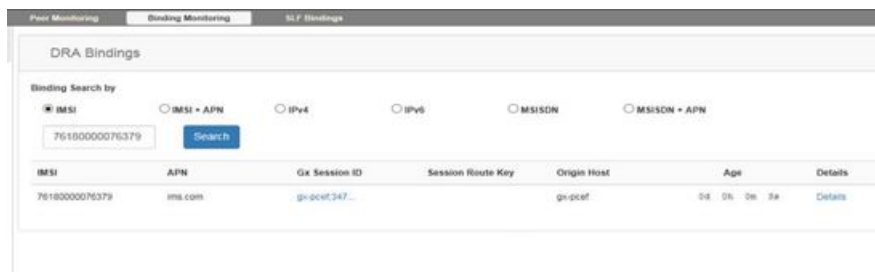 Peer Monitoring Binding Monitoring SLF Bindings
DRA Bindings
Binding Search by
IMSI IMSI + APN IPv4 IPv6 MSISDN MSISDN + APN
76180000076379 Search
IMSI APN Gx Session ID Session Route Key Origin Host Age Details
76180000076379 ims.com gx-pcef;347... gx-pcef 0d 0h 0m 3s Details